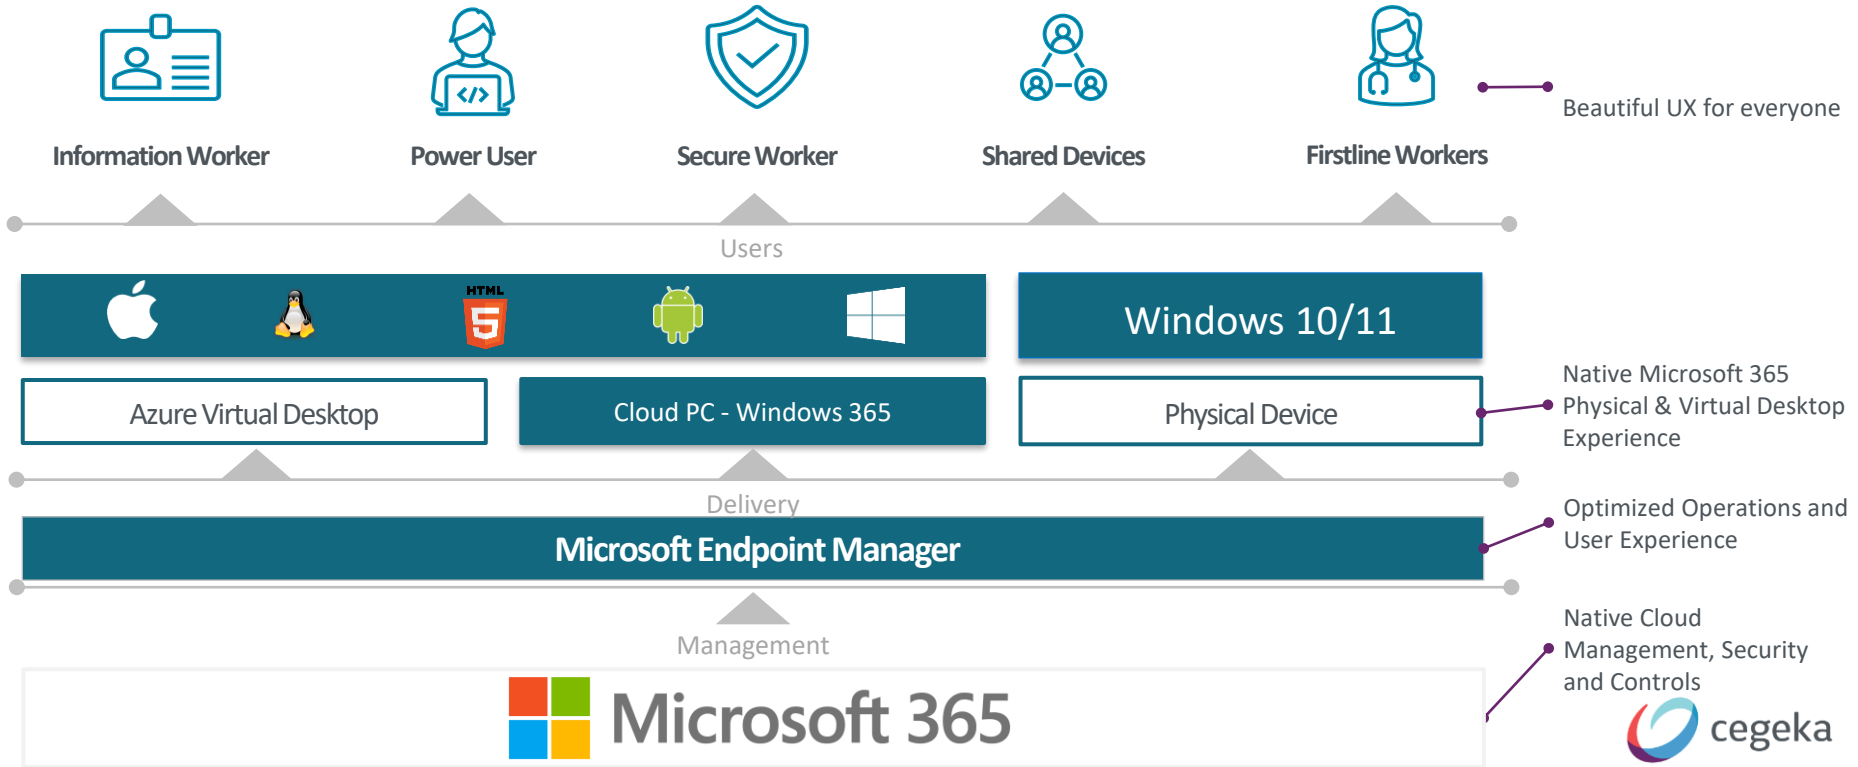 </>
Information Worker
Power User
Secure Worker
Shared Devices
Firstline Workers
Beautiful UX for everyone
Users
HTML
5
Windows 10/11
Azure Virtual Desktop
Cloud PC - Windows 365
Physical Device
Native Microsoft 365
Physical & Virtual Desktop
Experience
Delivery
Microsoft Endpoint Manager
Optimized Operations and
User Experience
Management
Microsoft 365
Native Cloud
Management, Security
and Controls
cegeka